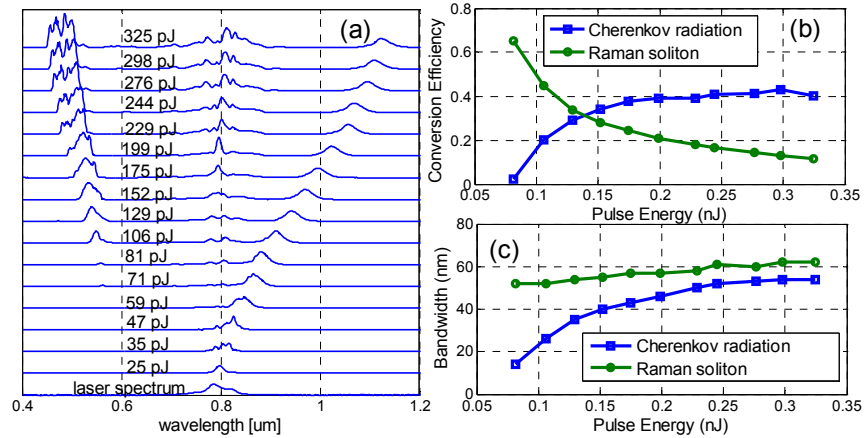 (a)
325 pJ
298 pJ
276 pJ
244 pJ
229 pJ
199 pJ
175 pJ
152 pJ
129 pJ
106 pJ
81 pJ
71 pJ
59 pJ
47 pJ
35 pJ
25 pJ
laser spectrum
0.4 0.6 0.8 1 1.2
wavelength [um]
(b)
Cherenkov radiation
Raman soliton
0.8
0.6
0.4
0.2
0
Conversion Efficiency
0.05 0.1 0.15 0.2 0.25 0.3 0.35
Pulse Energy (nJ)
(c)
80
60
40
20
0
Bandwidth (nm)
Cherenkov radiation
Raman soliton
0.05 0.1 0.15 0.2 0.25 0.3 0.35
Pulse Energy (nJ)